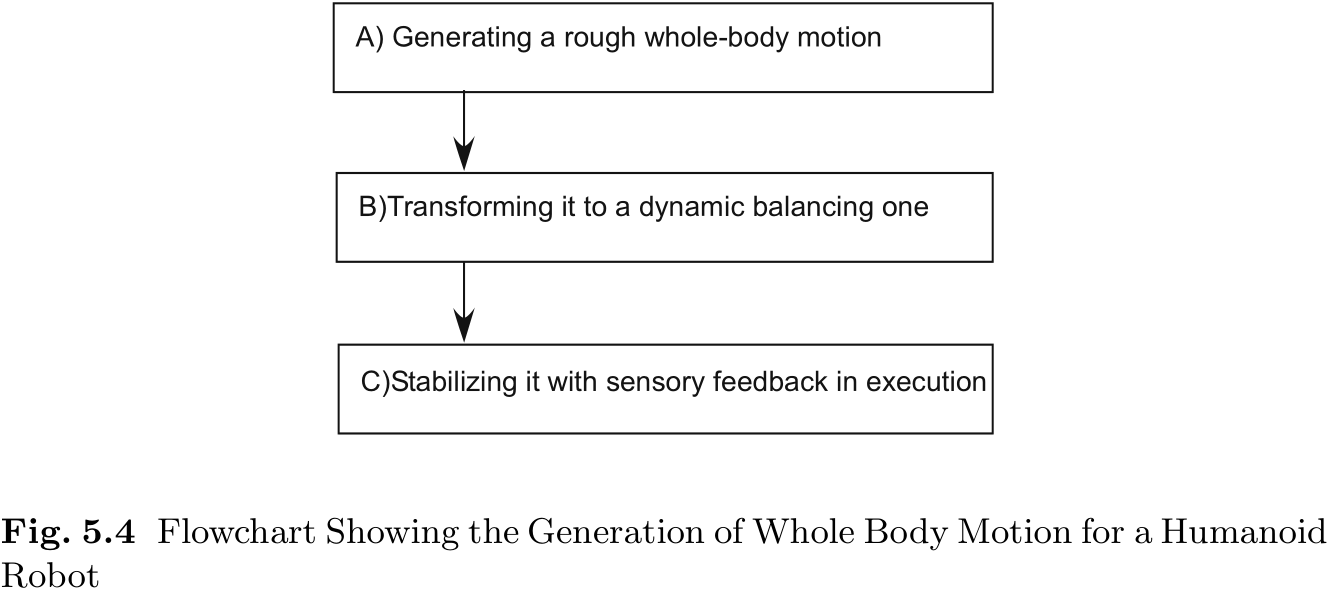 A) Generating a rough whole-body motion
B)Transforming it to a dynamic balancing one
C)Stabilizing it with sensory feedback in execution
Fig. 5.4 Flowchart Showing the Generation of Whole Body Motion for a Humanoid
Robot